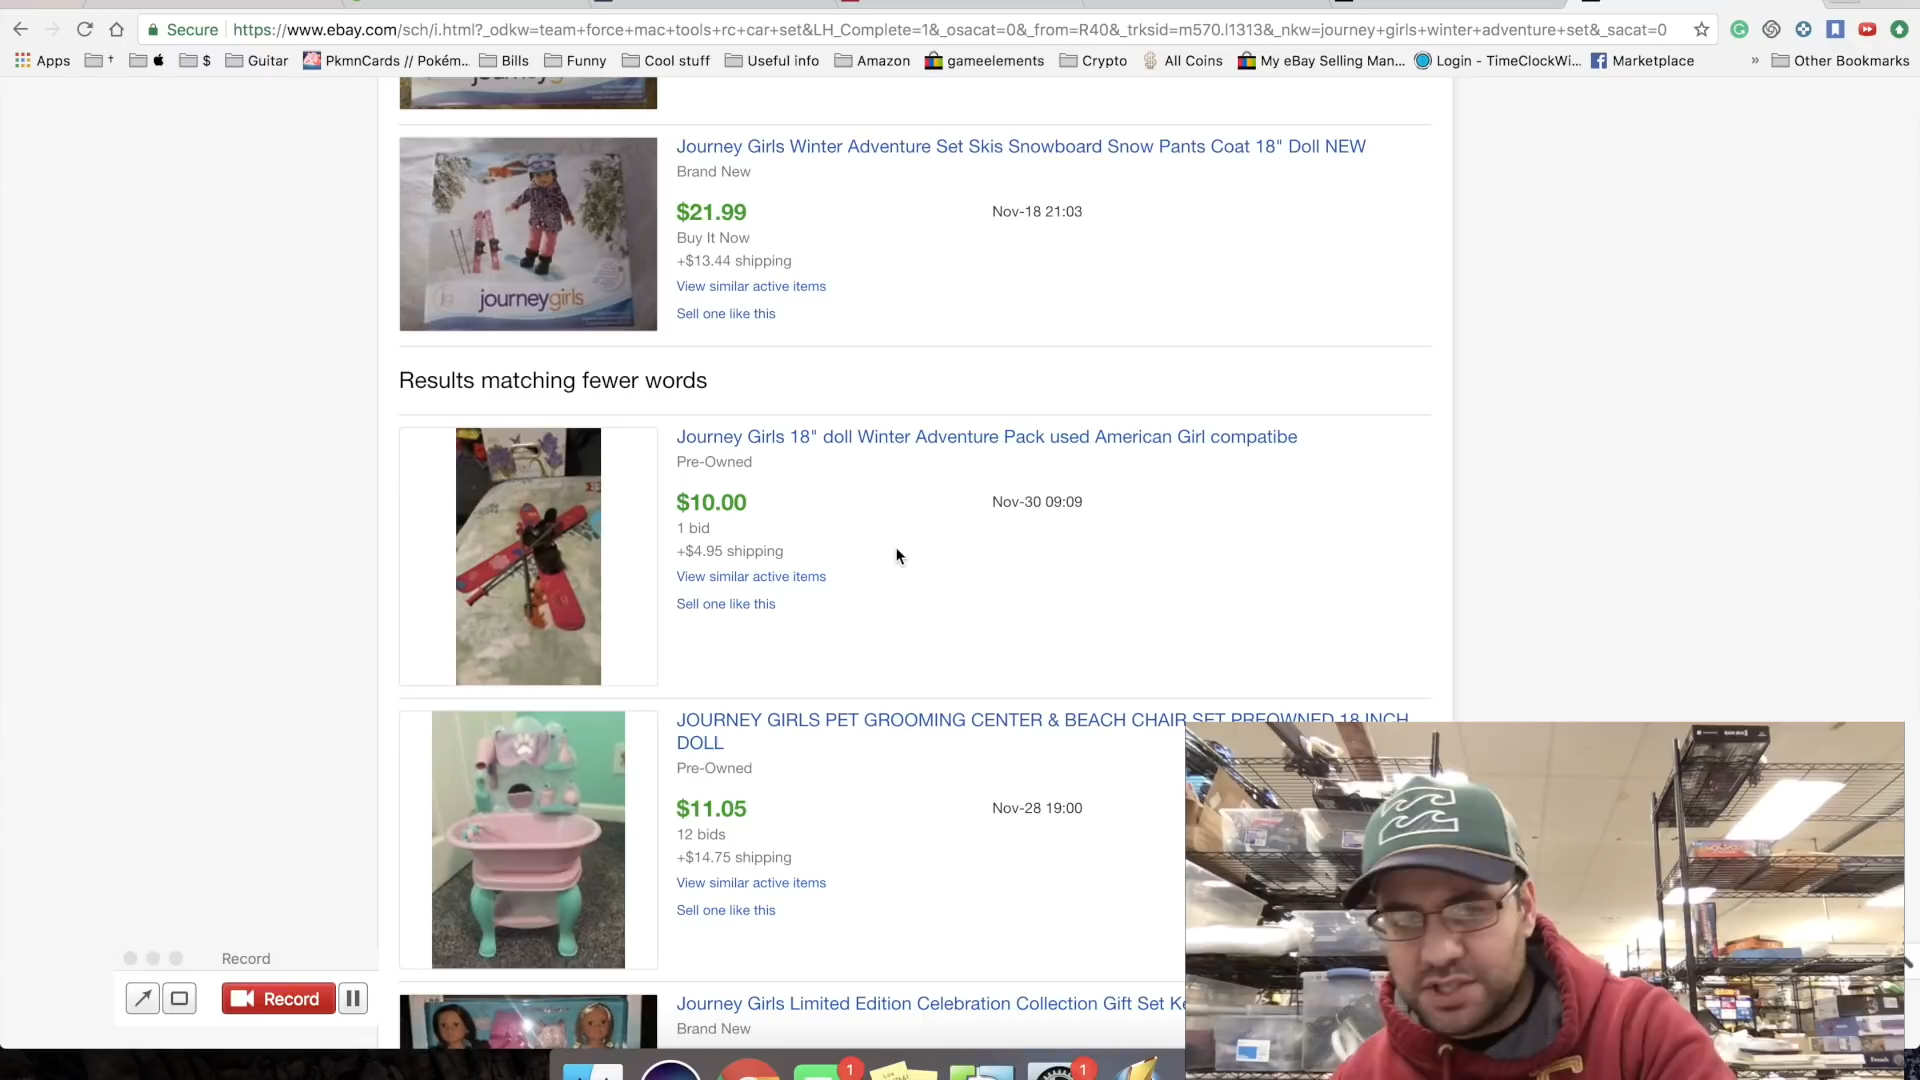 Secure
https://www.ebay.com/sch/i.html?_odkw=team+force+mac+tools+rc+car+set&LH_Complete=1&_osacat=0&_from=R40&_trksid=m570.l1313&_nkw=journey+girls+winter+adventure+set&_sacat=0
Apps
†
$
Guitar
PkmnCards // Pokém...
Bills
Funny
Cool stuff
Useful info
Amazon
gameelements
Crypto
All Coins
My eBay Selling Man...
Login - TimeClockWi...
Marketplace
»
Other Bookmarks
Journey Girls Winter Adventure Set Skis Snowboard Snow Pants Coat 18" Doll NEW
Brand New
$21.99
Nov-18 21:03
Buy It Now
+$13.44 shipping
View similar active items
Sell one like this
journeygirls
Results matching fewer words
Journey Girls 18" doll Winter Adventure Pack used American Girl compatibe
Pre-Owned
$10.00
Nov-30 09:09
1 bid
+$4.95 shipping
View similar active items
Sell one like this
JOURNEY GIRLS PET GROOMING CENTER & BEACH CHAIR SET PREOWNED 18 INCH
DOLL
Pre-Owned
$11.05
Nov-28 19:00
12 bids
+$14.75 shipping
View similar active items
Sell one like this
Journey Girls Limited Edition Celebration Collection Gift Set
Brand New
Record
Record
1
1